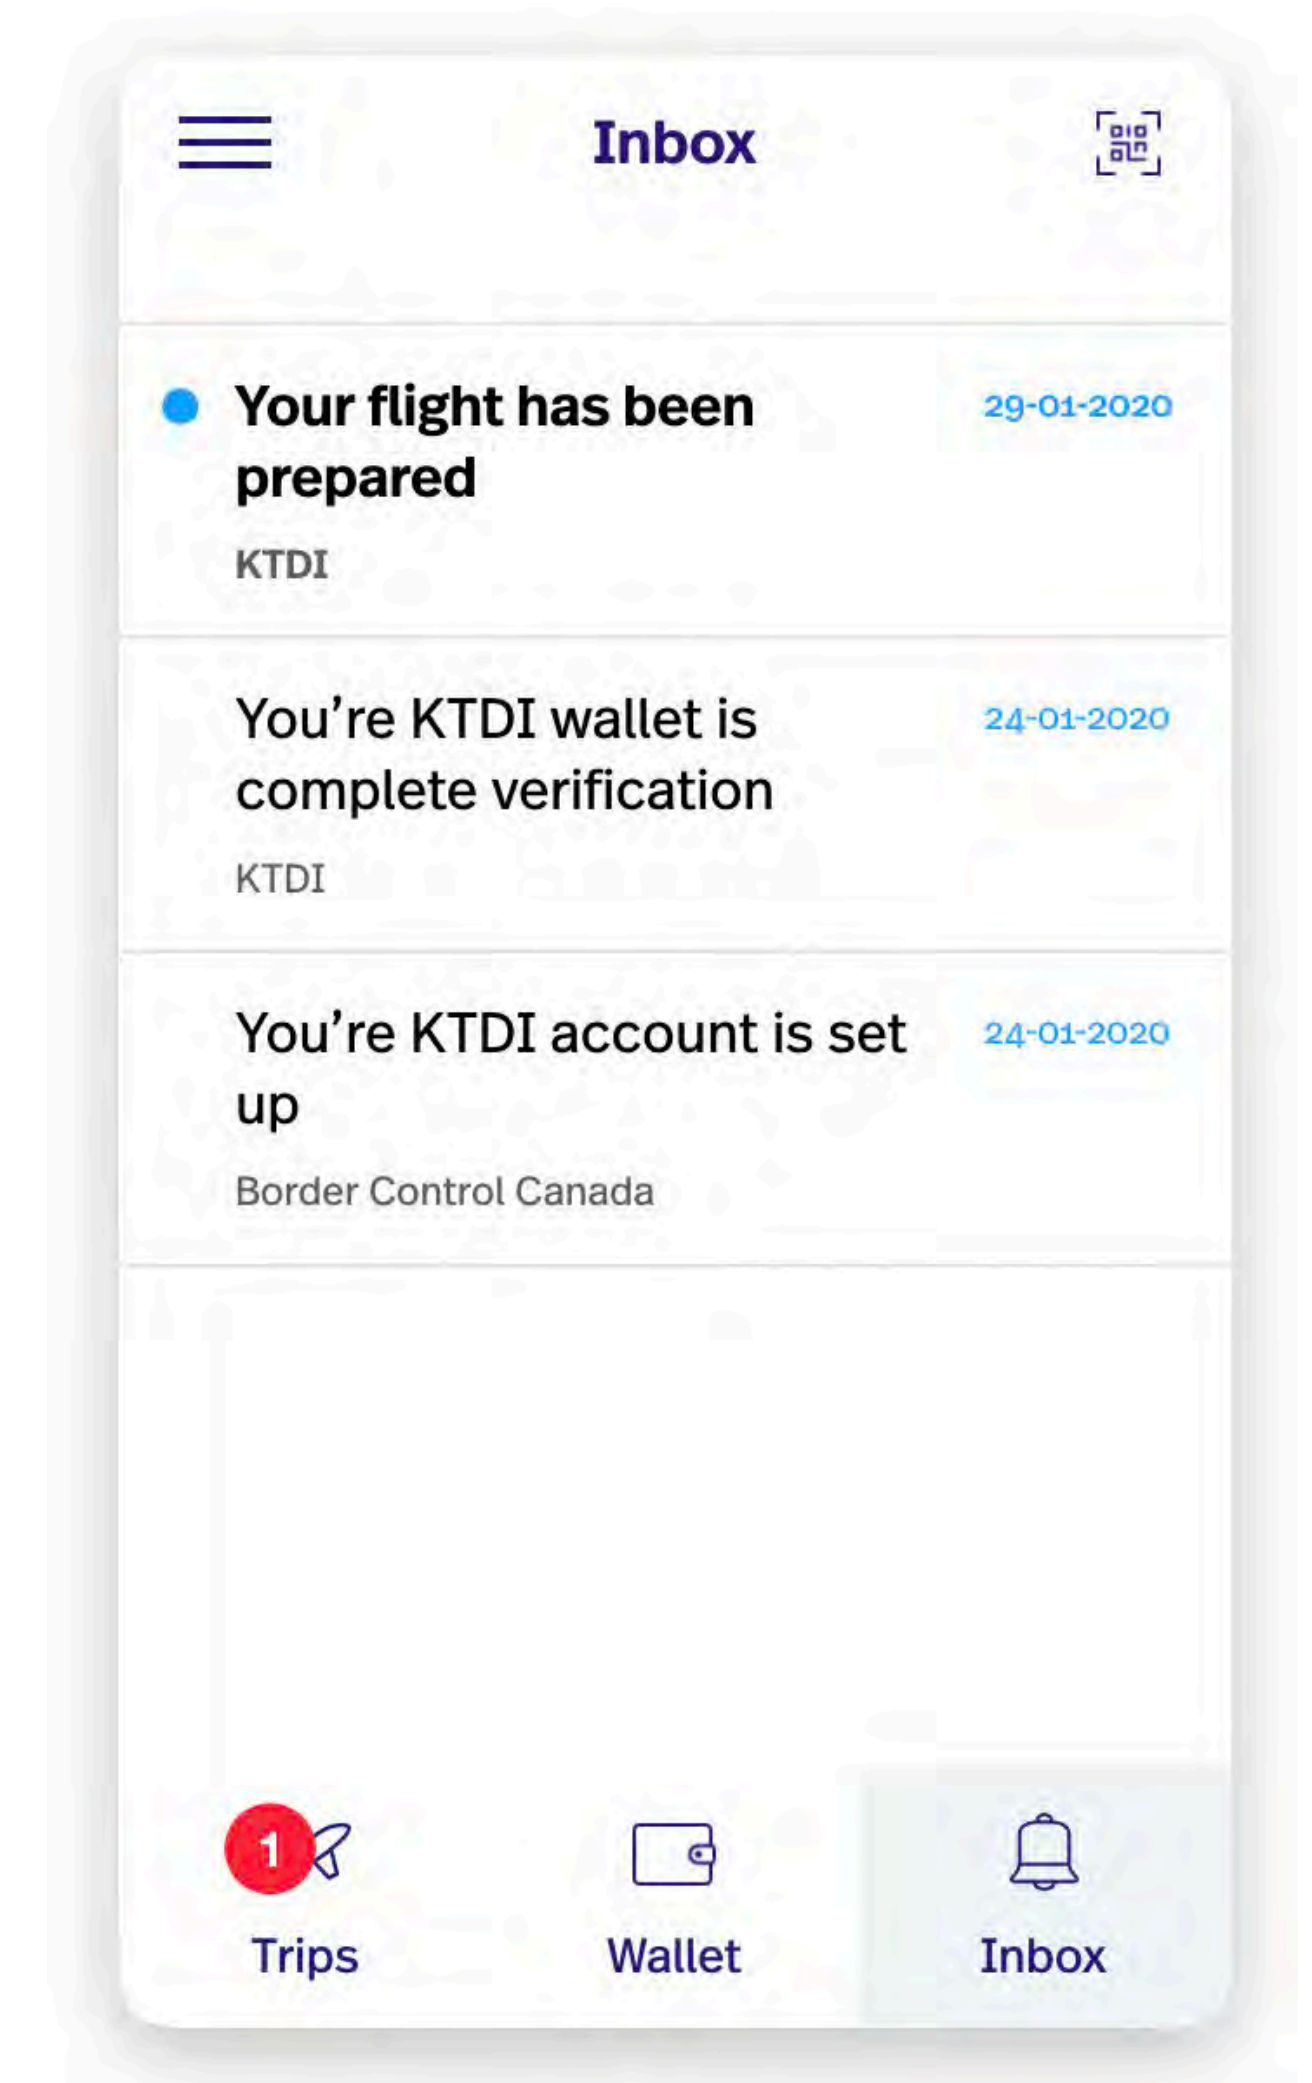 Inbox
Your flight has been
prepared
29-01-2020
KTDI
You’re KTDI wallet is
complete verification
24-01-2020
KTDI
You’re KTDI account is set
up
24-01-2020
Border Control Canada
1
Trips
Wallet
Inbox